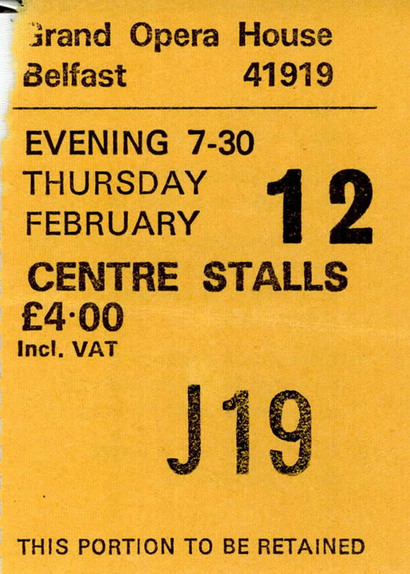 Grand Opera House
Belfast 41919
EVENING 7-30
THURSDAY
FEBRUARY 12
CENTRE STALLS
£4·00
Incl. VAT
J19
THIS PORTION TO BE RETAINED